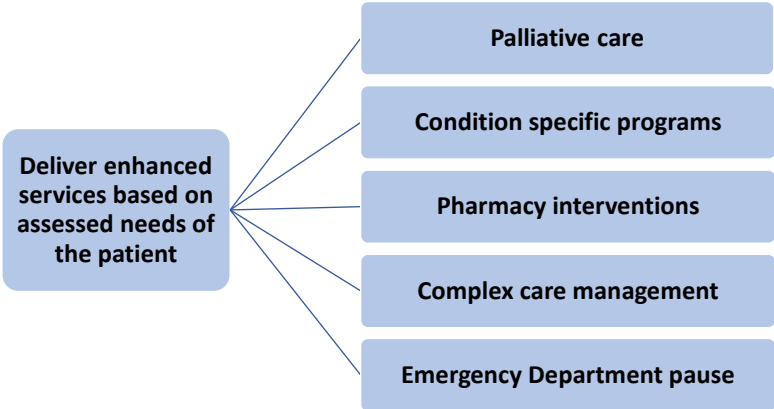 Deliver enhanced
services based on
assessed needs of
the patient
Palliative care
Condition specific programs
Pharmacy interventions
Complex care management
Emergency Department pause